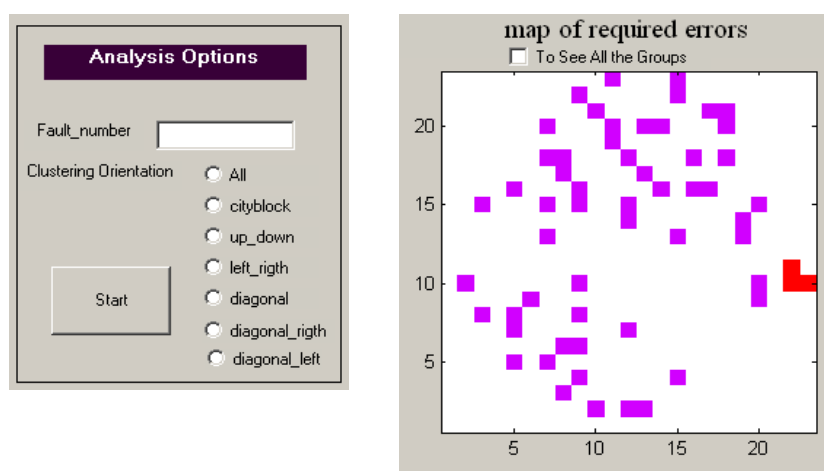 Analysis Options
Fault_number
Clustering Orientation
All
cityblock
up_down
left_rigth
diagonal
diagonal_rigth
diagonal_left
Start
map of required errors
To See All the Groups
20
15
10
5
5 10 15 20